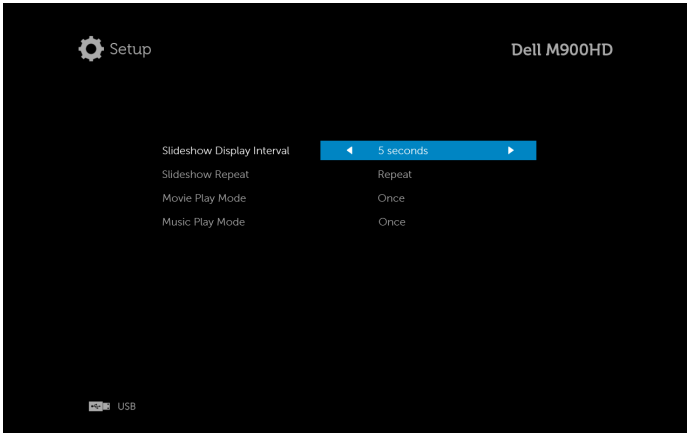 Setup
Dell M900HD
Slideshow Display Interval 5 seconds
Slideshow Repeat Repeat
Movie Play Mode Once
Music Play Mode Once
USB